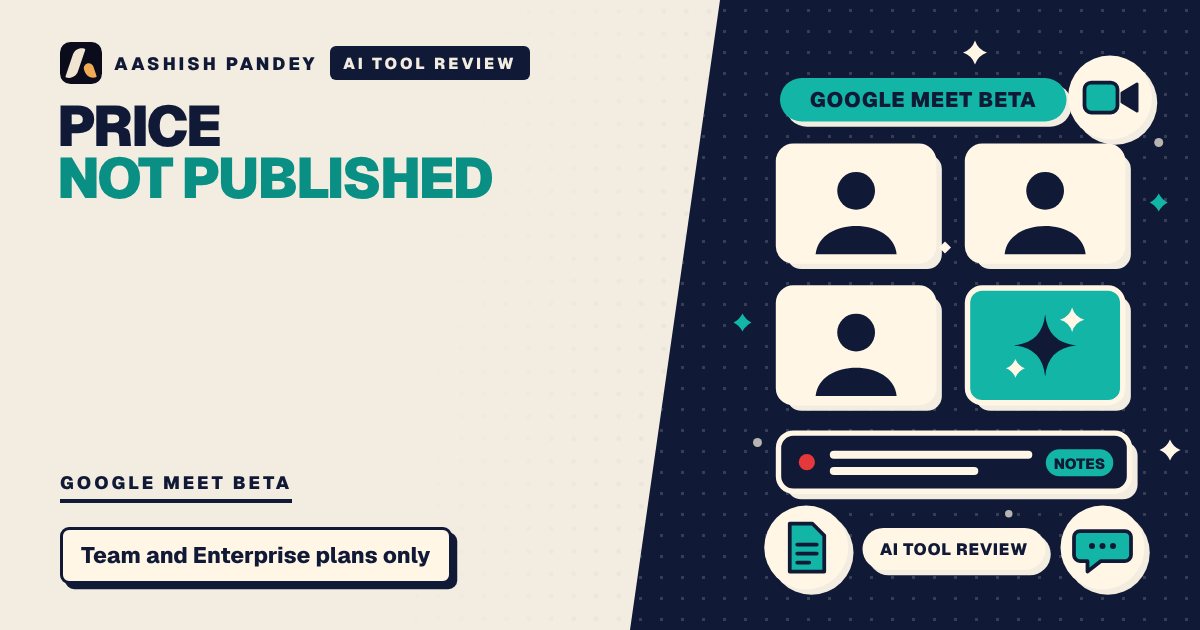 AASHISH PANDEY
AI TOOL REVIEW
PRICE
NOT PUBLISHED
GOOGLE MEET BETA
Team and Enterprise plans only
GOOGLE MEET BETA
NOTES
AI TOOL REVIEW